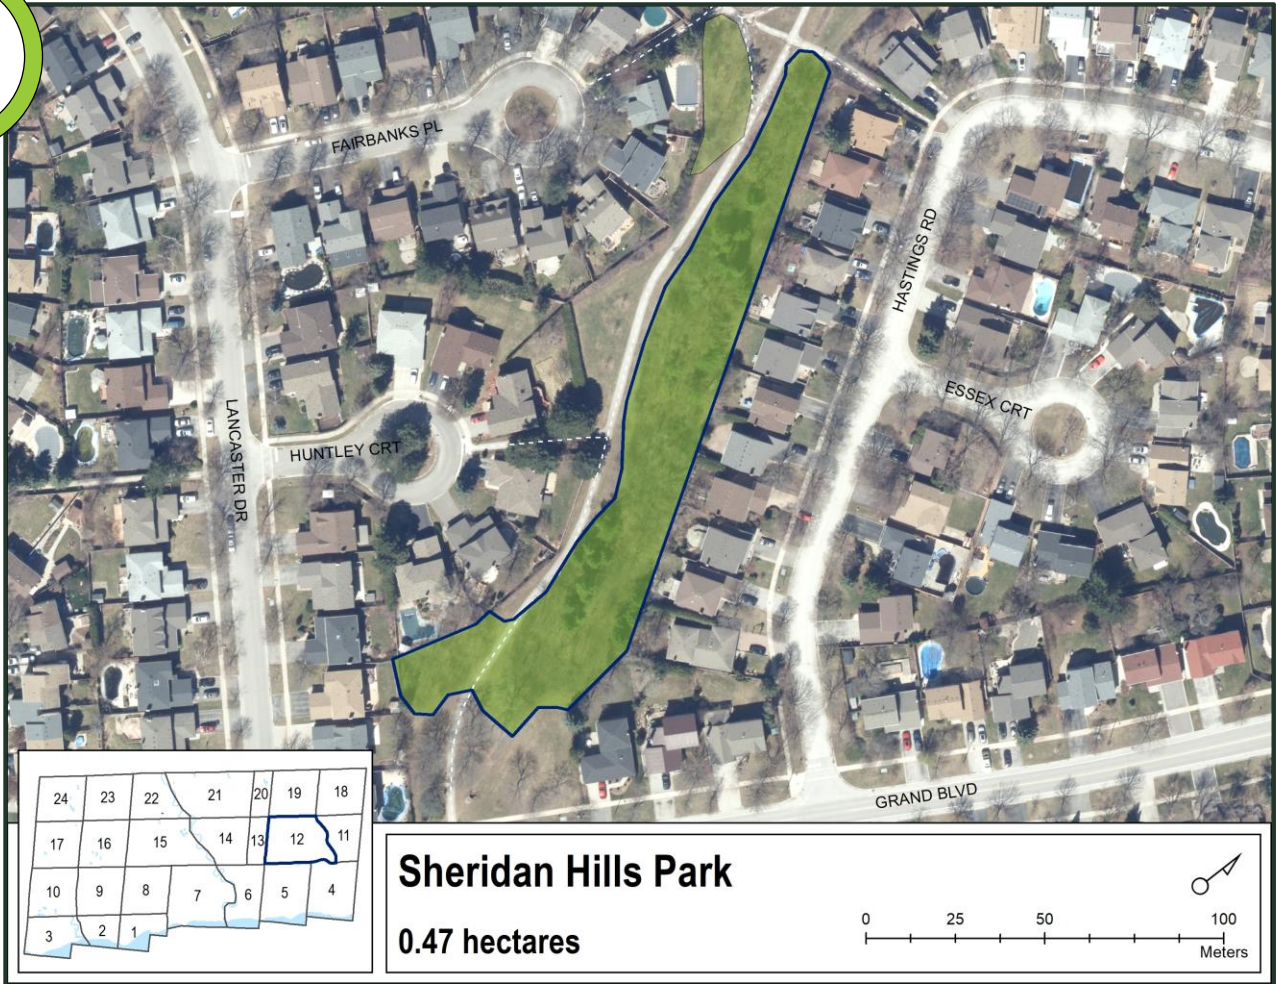 FAIRBANKS PL
HASTINGS RD
ESSEX CRT
LANCASTER DR
HUNTLEY CRT
GRAND BLVD
24 23 22 21 20 19 18
17 16 15 14 13 12 11
10 9 8 7 6 5 4
3 2 1
Sheridan Hills Park
0.47 hectares
0 25 50 100
Meters